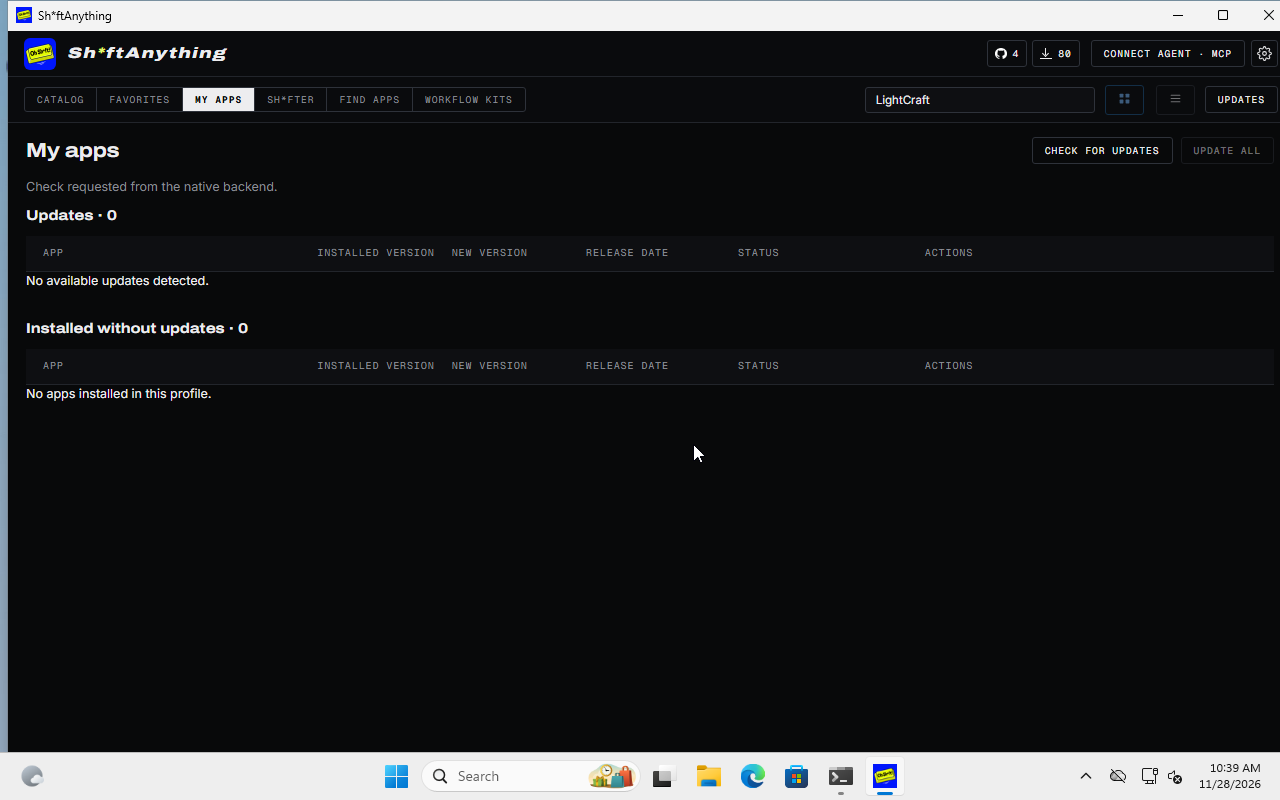 Sh*ftAnything
Oh Sh*ft! Sh*ftAnything 4 80 CONNECT AGENT · MCP
CATALOG FAVORITES MY APPS SH*FTER FIND APPS WORKFLOW KITS LightCraft UPDATES
My apps CHECK FOR UPDATES UPDATE ALL
Check requested from the native backend.
Updates · 0
APP INSTALLED VERSION NEW VERSION RELEASE DATE STATUS ACTIONS
No available updates detected.
Installed without updates · 0
APP INSTALLED VERSION NEW VERSION RELEASE DATE STATUS ACTIONS
No apps installed in this profile.
Search 10:39 AM
11/28/2026